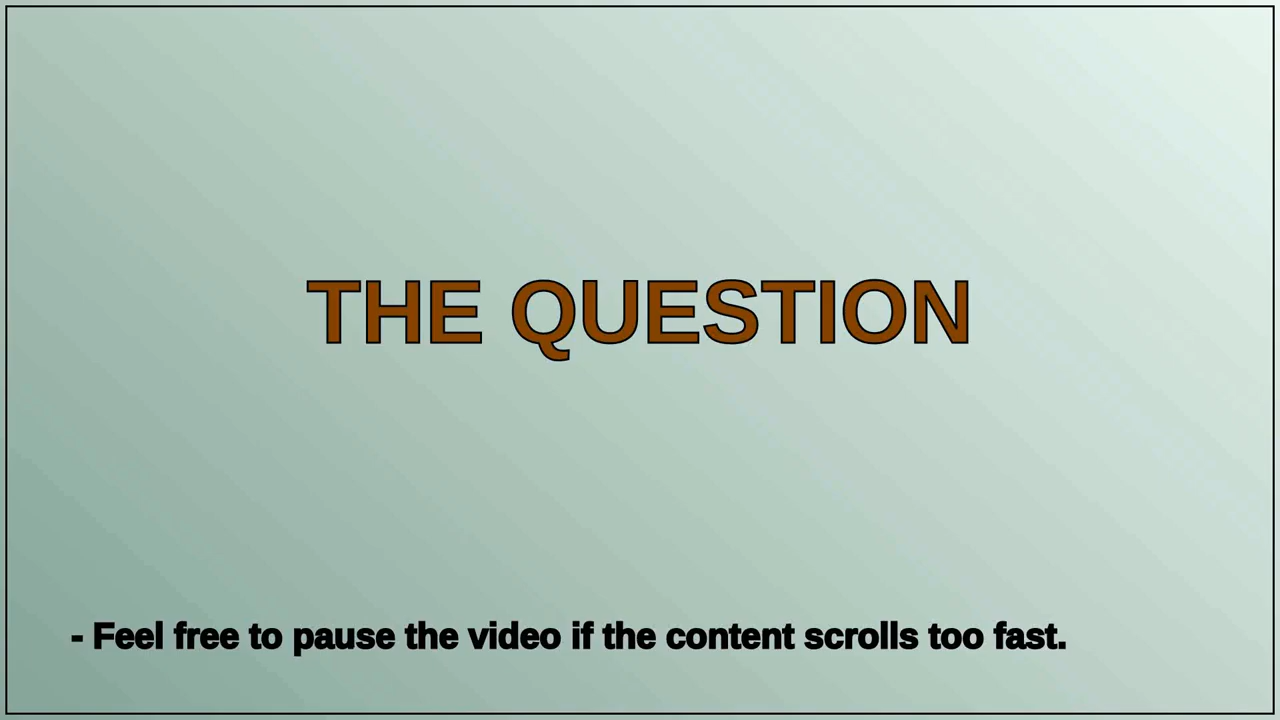 THE QUESTION
- Feel free to pause the video if the content scrolls too fast.